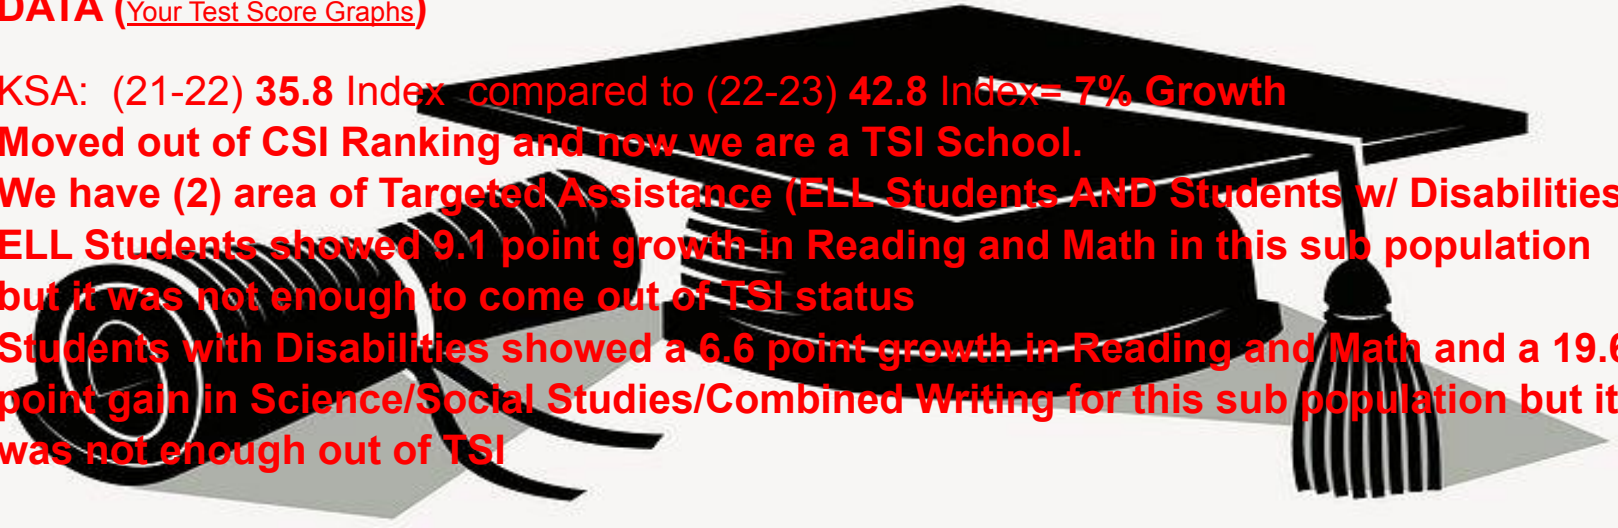 DATA (Your Test Score Graphs)
KSA: (21-22) 35.8 Index compared to (22-23) 42.8 Index= 7% Growth
Moved out of CSI Ranking and now we are a TSI School.
We have (2) area of Targeted Assistance (ELL Students AND Students w/ Disabilities
ELL Students showed 9.1 point growth in Reading and Math in this sub population
but it was not enough to come out of TSI status
Students with Disabilities showed a 6.6 point growth in Reading and Math and a 19.6
point gain in Science/Social Studies/Combined Writing for this sub population but it
was not enough out of TSI